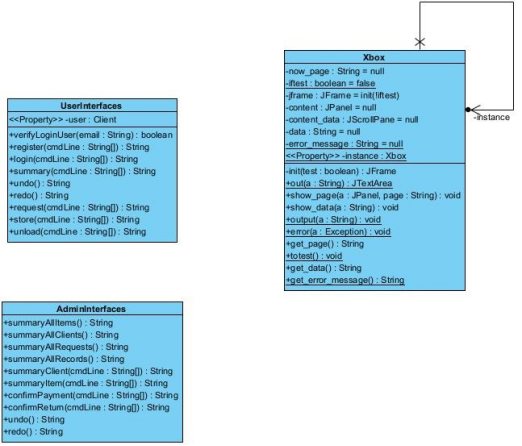 UserInterfaces
<<Property>> -user : Client
+verifyLoginUser(email : String) : boolean
+register(cmdLine : String[]) : String
+login(cmdLine : String[]) : String
+summary(cmdLine : String[]) : String
+undo() : String
+redo() : String
+request(cmdLine : String[]) : String
+store(cmdLine : String[]) : String
+unload(cmdLine : String[]) : String
AdminInterfaces
+summaryAllItems() : String
+summaryAllClients() : String
+summaryAllRequests() : String
+summaryAllRecords() : String
+summaryClient(cmdLine : String[]) : String
+summaryItem(cmdLine : String[]) : String
+confirmPayment(cmdLine : String[]) : String
+confirmReturn(cmdLine : String[]) : String
+undo() : String
+redo() : String
Xbox
-now_page : String = null
-iftest : boolean = false
-jframe : JFrame = init(!iftest)
-content : JPanel = null
-content_data : JScrollPane = null
-data : String = null
-error_message : String = null
<<Property>> -instance : Xbox
-init(test : boolean) : JFrame
+out(a : String) : JTextArea
+show_page(a : JPanel, page : String) : void
+show_data(a : String) : void
+output(a : String) : void
+error(a : Exception) : void
+get_page() : String
+totest() : void
+get_data() : String
+get_error_message() : String
-instance